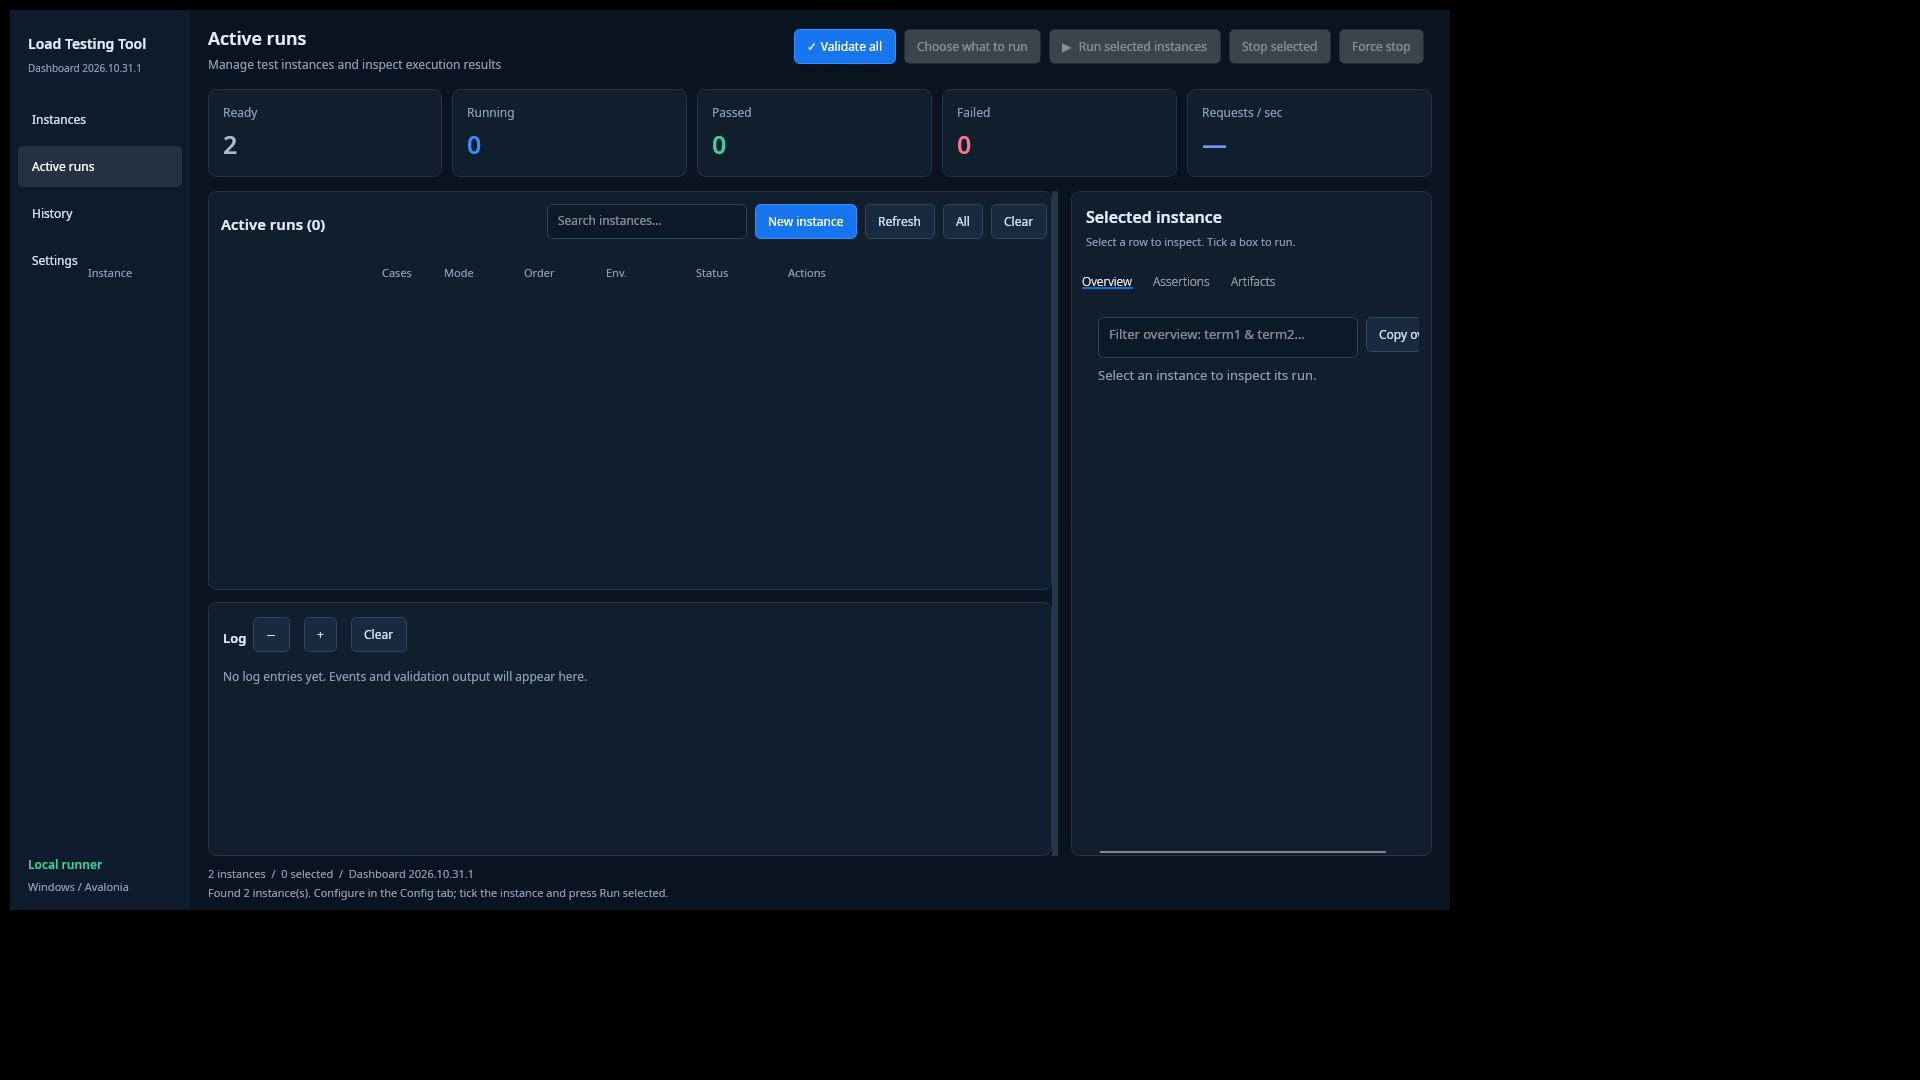 Load Testing Tool
Dashboard 2026.10.31.1
Instances
Active runs
History
Settings
Local runner
Windows / Avalonia
Active runs
Manage test instances and inspect execution results
✓ Validate all
Choose what to run
▶ Run selected instances
Stop selected
Force stop
Ready
2
Running
0
Passed
0
Failed
0
Requests / sec
—
Active runs (0)
Search instances...
New instance
Refresh
All
Clear
Instance
Cases
Mode
Order
Env.
Status
Actions
Log
—
+
Clear
No log entries yet. Events and validation output will appear here.
Selected instance
Select a row to inspect. Tick a box to run.
Overview
Assertions
Artifacts
Filter overview: term1 & term2...
Copy ov
Select an instance to inspect its run.
2 instances / 0 selected / Dashboard 2026.10.31.1
Found 2 instance(s). Configure in the Config tab; tick the instance and press Run selected.